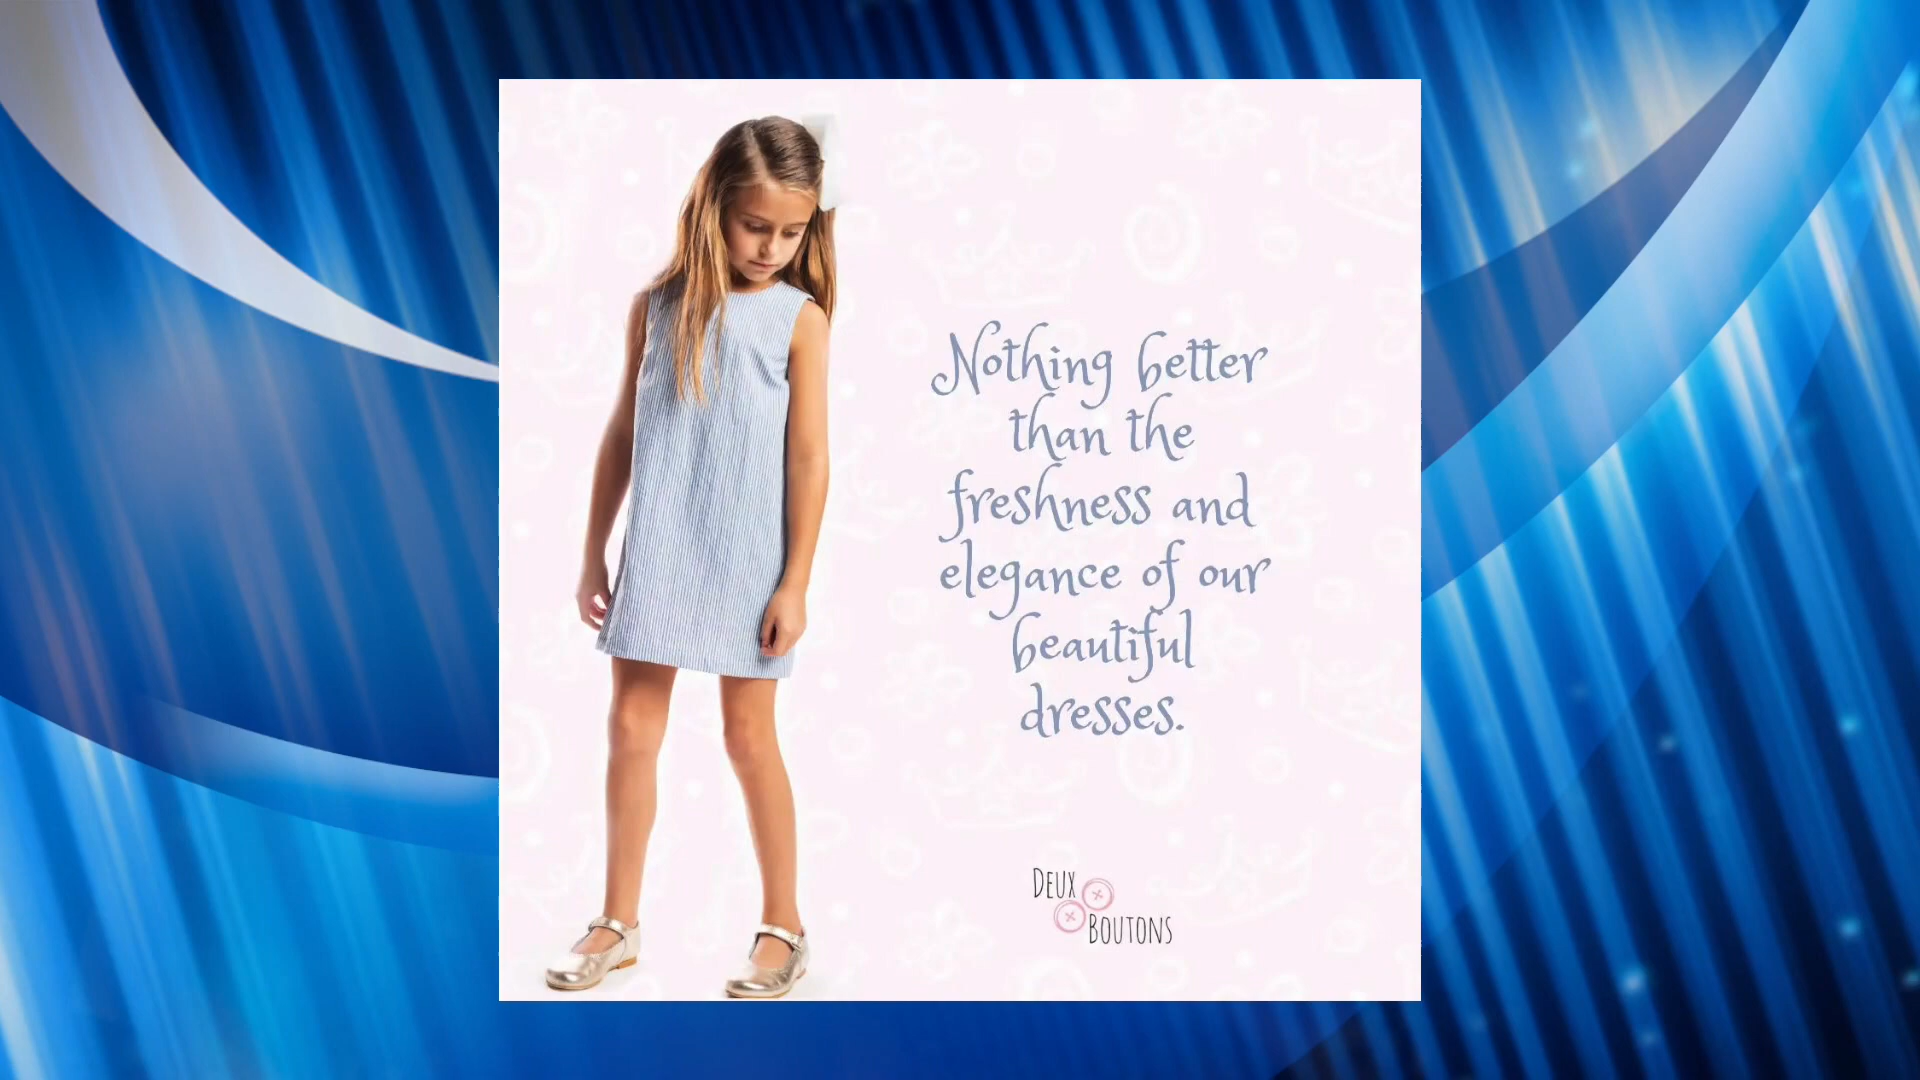 Nothing better
than the
freshness and
elegance of our
beautiful
dresses.
Deux
Boutons